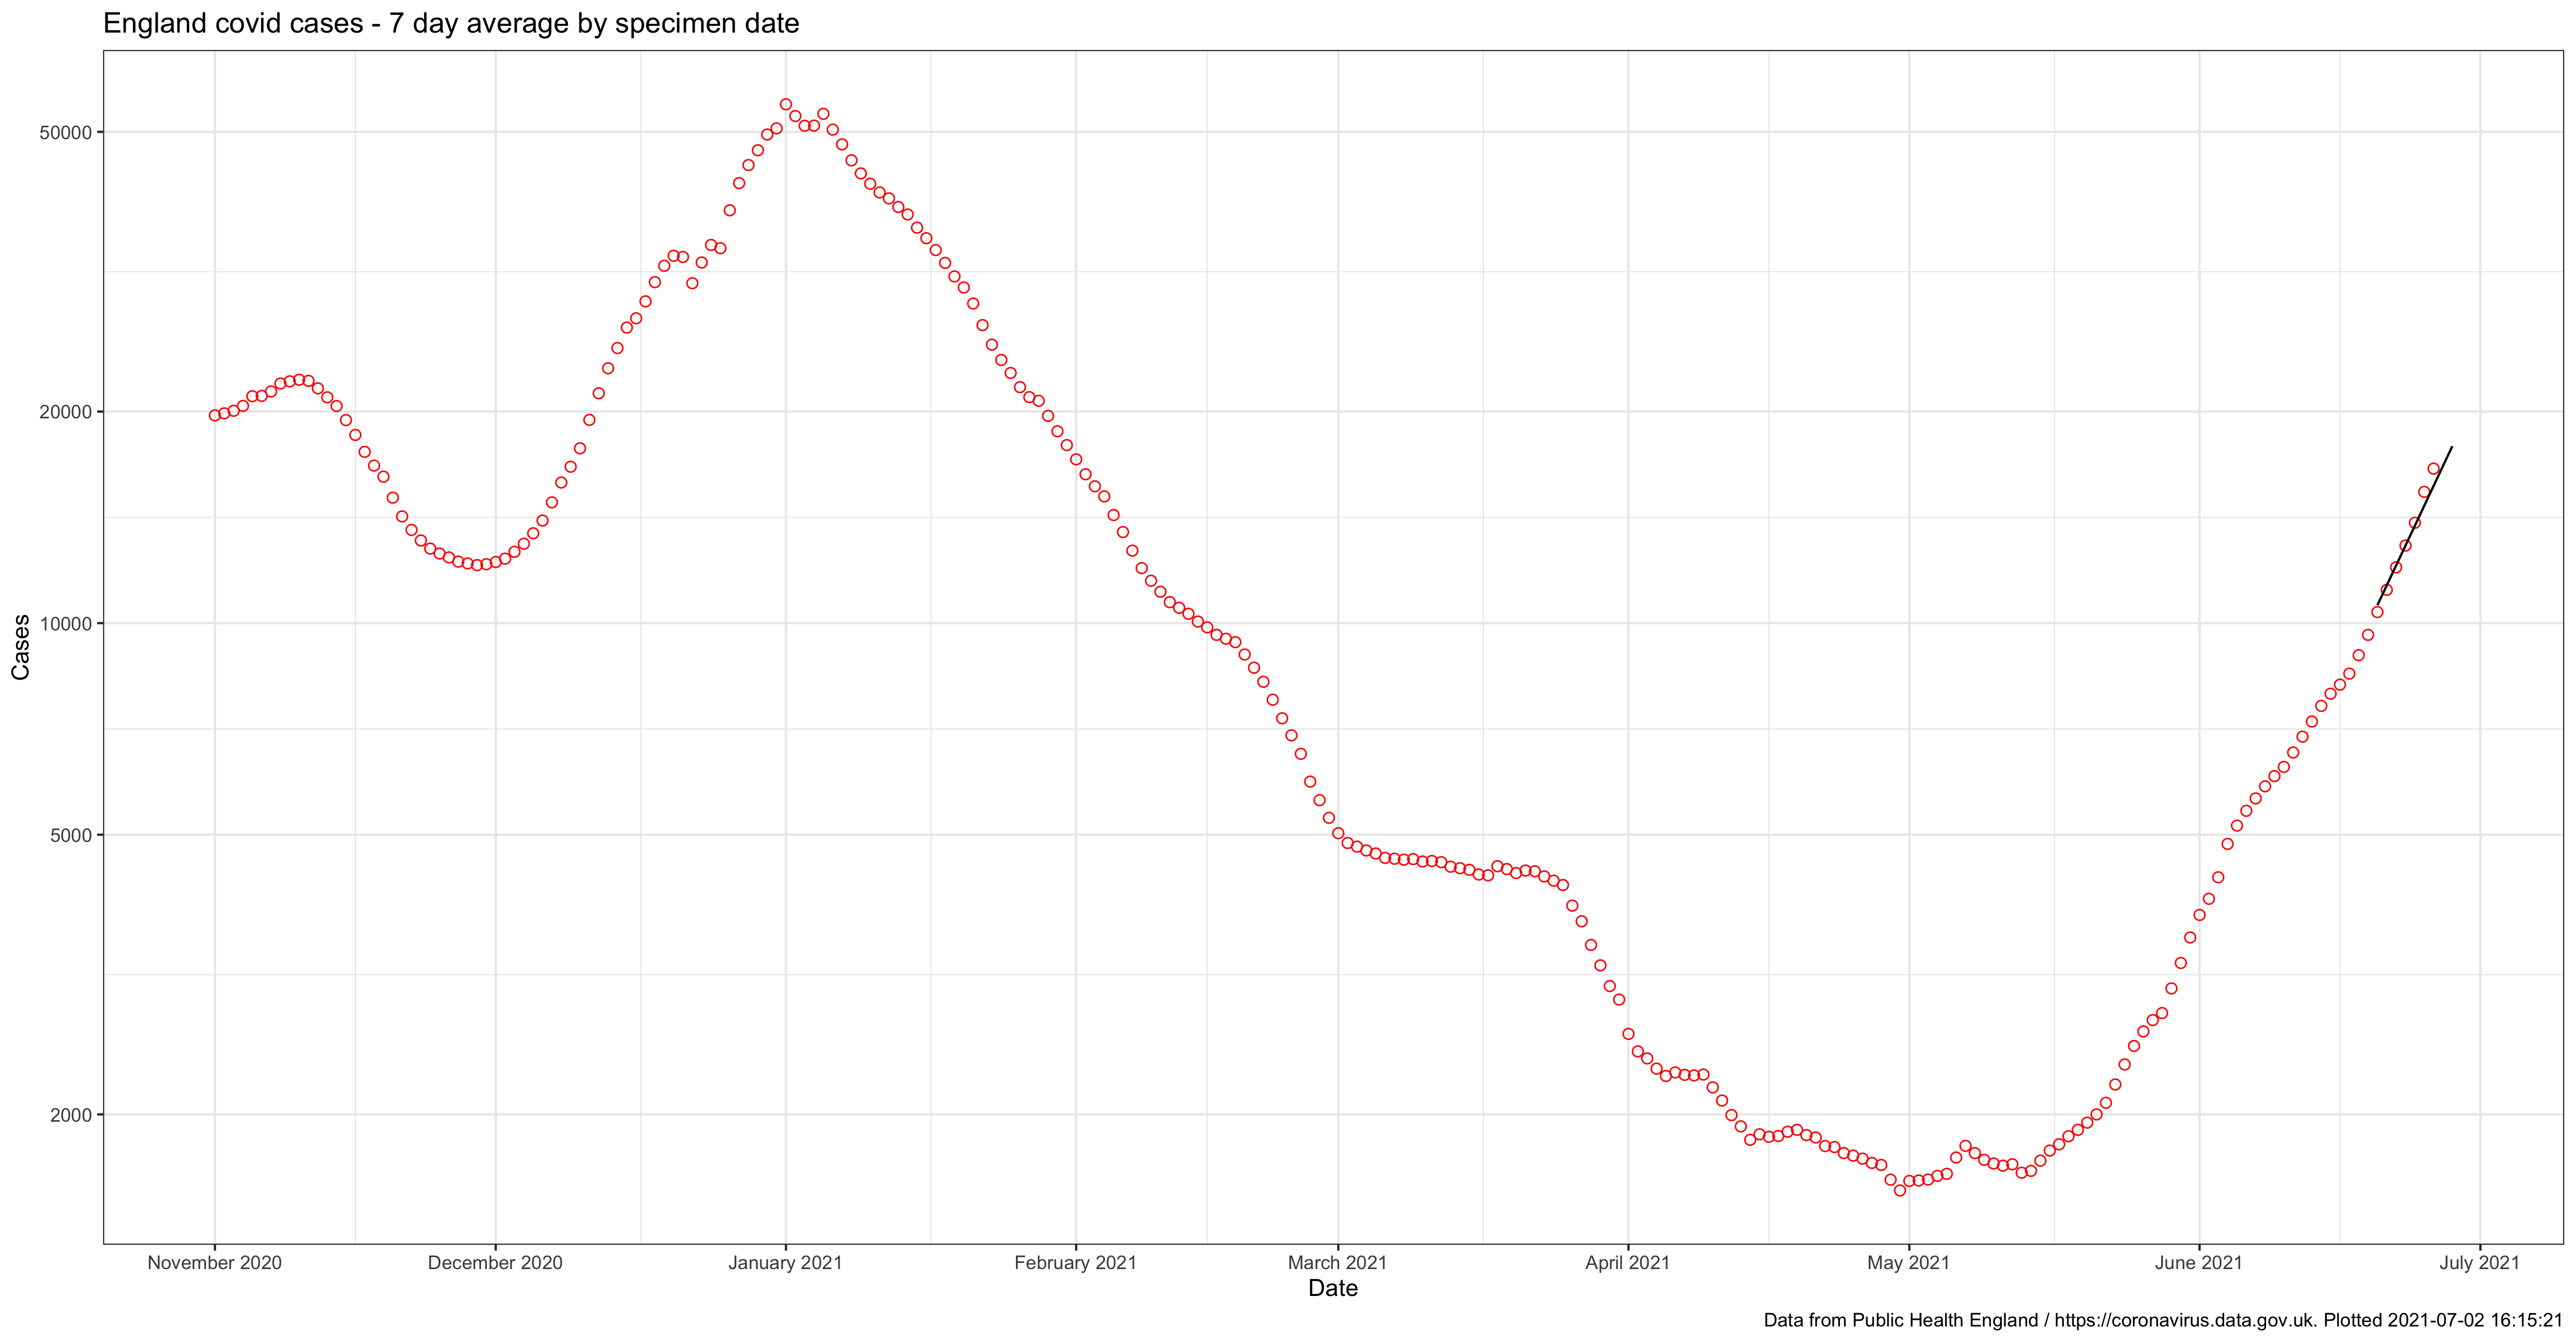 England covid cases - 7 day average by specimen date
Cases
50000
20000
10000
5000
2000
November 2020 December 2020 January 2021 February 2021 March 2021 April 2021 May 2021 June 2021 July 2021
Date
Data from Public Health England / https://coronavirus.data.gov.uk. Plotted 2021-07-02 16:15:21